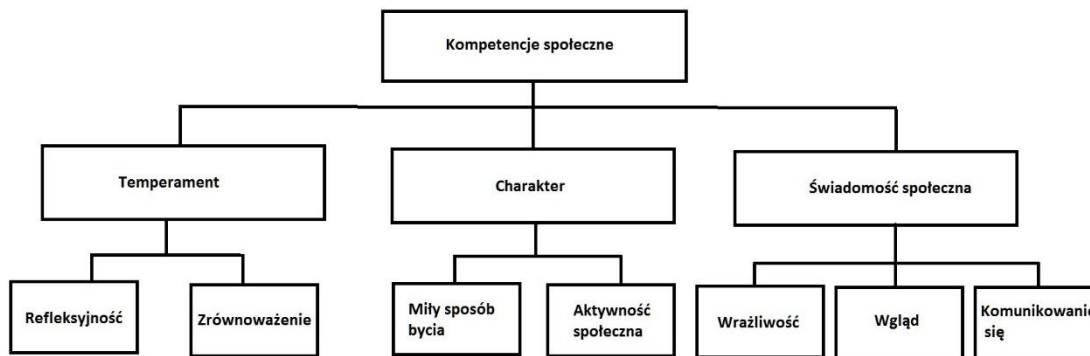 Kompetencje społeczne
Temperament
Charakter
Świadomość społeczna
Refleksyjność
Zrównoważenie
Miły sposób
bycia
Aktywność
społeczna
Wrażliwość
Wgląd
Komunikowanie
się